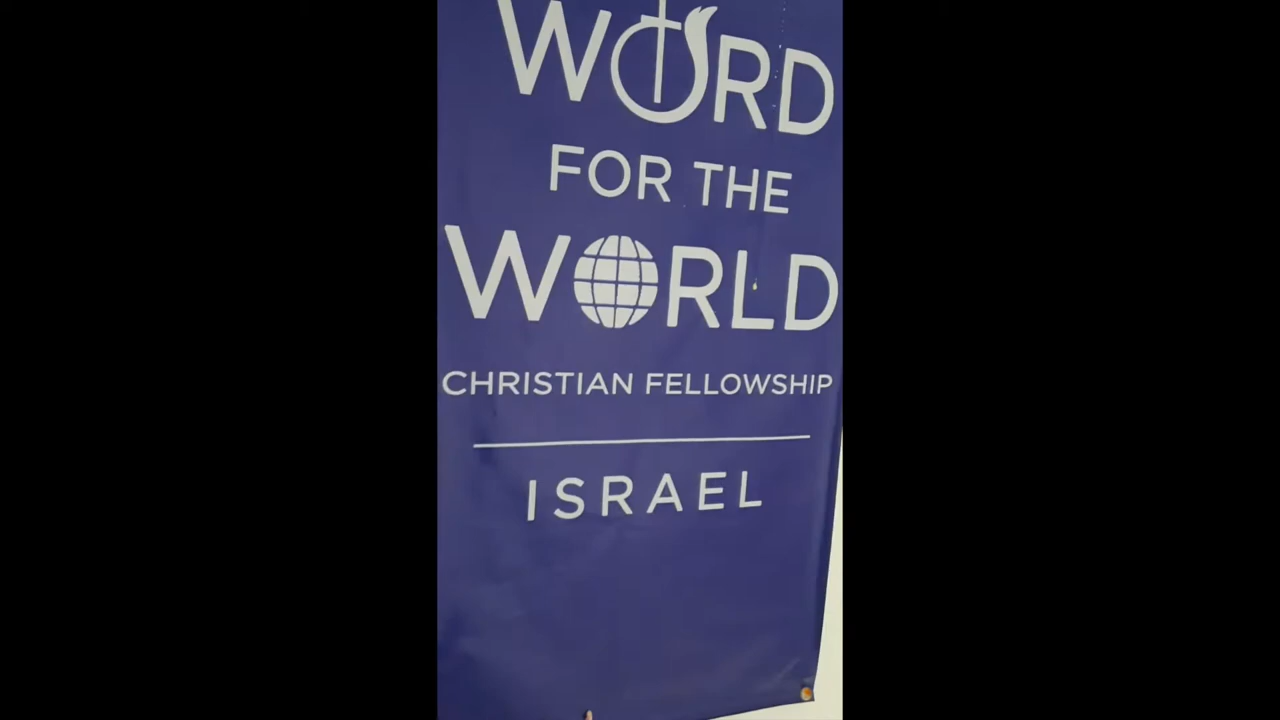 WORD
FOR THE
WORLD
CHRISTIAN FELLOWSHIP
ISRAEL